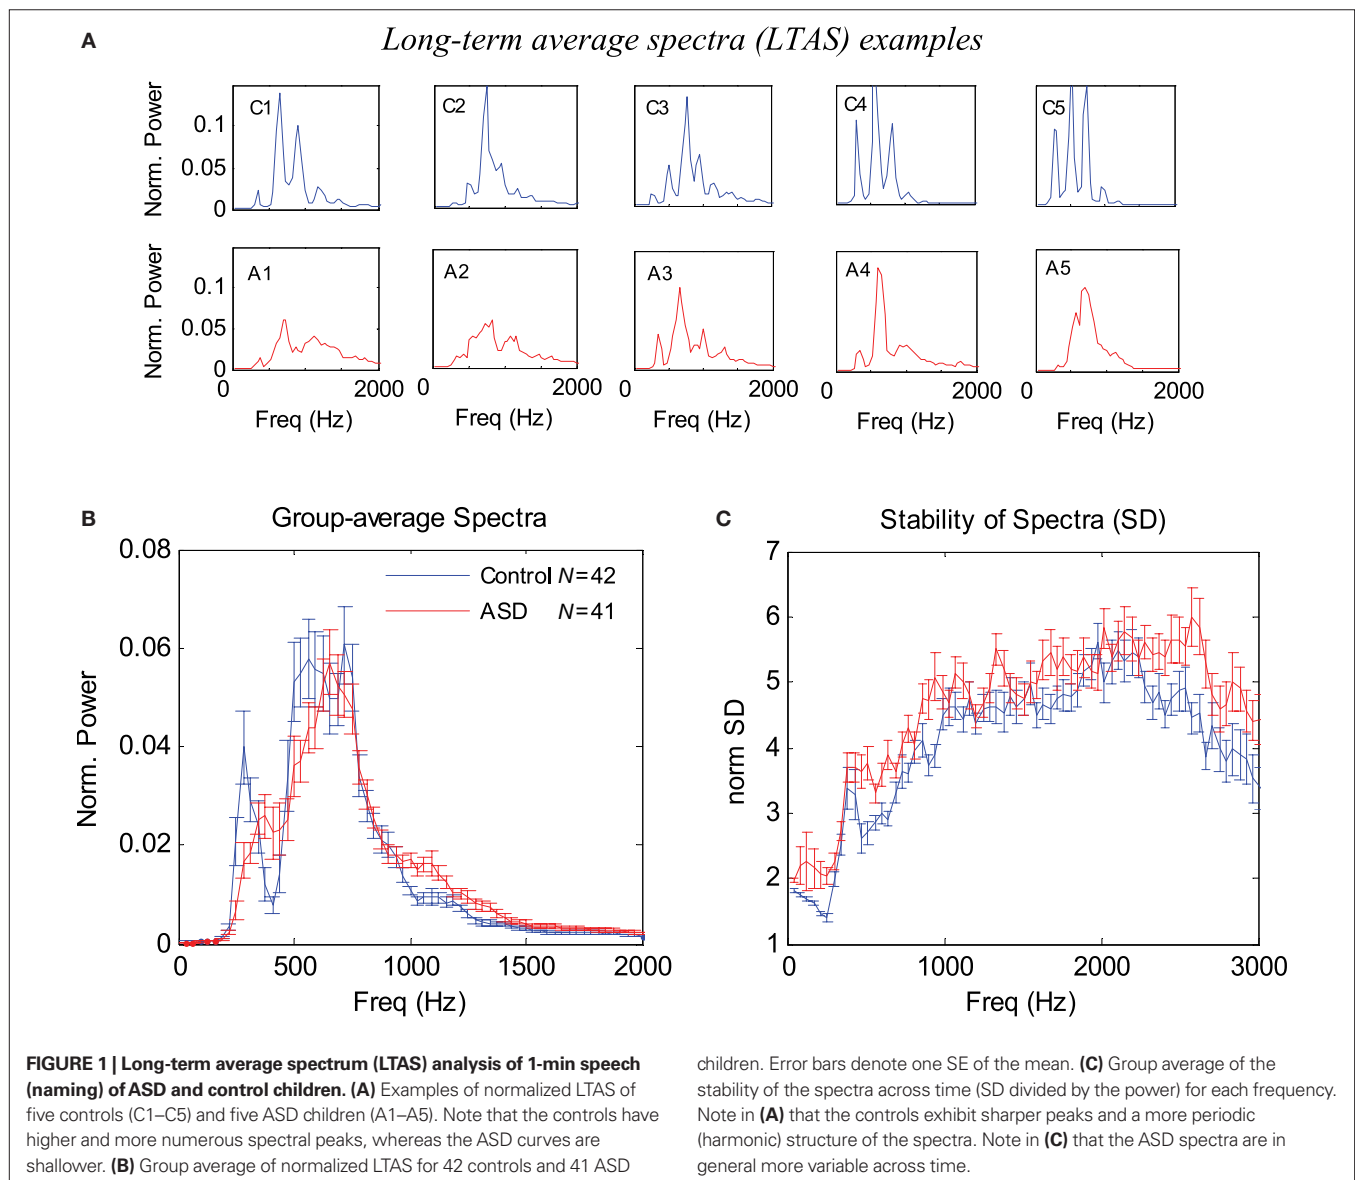 A
Long-term average spectra (LTAS) examples
Norm. Power
0.1
0.05
0
C1
C2
C3
C4
C5
Norm. Power
0.1
0.05
0
A1
A2
A3
A4
A5
0 2000
0 2000
0 2000
0 2000
0 2000
Freq (Hz)
Freq (Hz)
Freq (Hz)
Freq (Hz)
Freq (Hz)
B
Group-average Spectra
0.08
0.06
0.04
0.02
0
Norm. Power
Control N=42
ASD N=41
0 500 1000 1500 2000
Freq (Hz)
C
Stability of Spectra (SD)
7
6
5
4
3
2
1
norm SD
0 1000 2000 3000
Freq (Hz)
FIGURE 1 | Long-term average spectrum (LTAS) analysis of 1-min speech
(naming) of ASD and control children. (A) Examples of normalized LTAS of
five controls (C1–C5) and five ASD children (A1–A5). Note that the controls have
higher and more numerous spectral peaks, whereas the ASD curves are
shallower. (B) Group average of normalized LTAS for 42 controls and 41 ASD
children. Error bars denote one SE of the mean. (C) Group average of the
stability of the spectra across time (SD divided by the power) for each frequency.
Note in (A) that the controls exhibit sharper peaks and a more periodic
(harmonic) structure of the spectra. Note in (C) that the ASD spectra are in
general more variable across time.